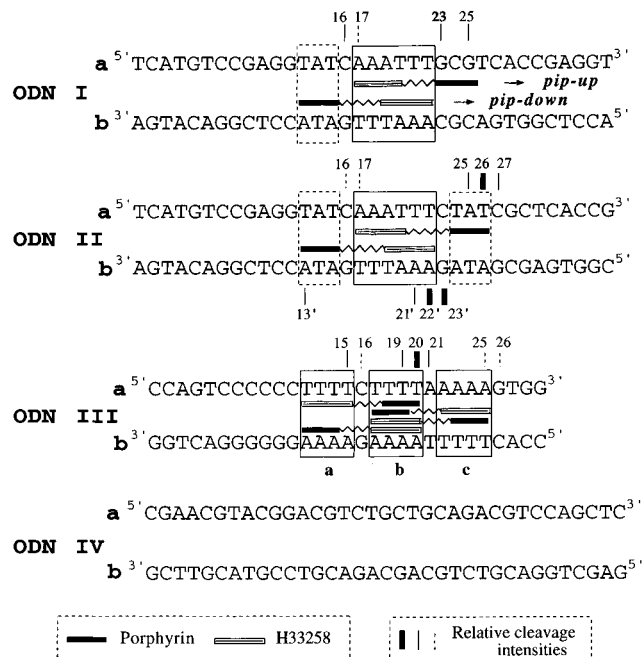 16 17 23 25
a 5'TCATGTCCGAGGTATCAAATTTGCGTCACCGAGGT3'
ODN I
→ pip-up
→ pip-down
b 3'AGTACAGGCTCCATAGTTTAAACGCAGTGGCTCCA5'
16 17 25 26 27
a 5'TCATGTCCGAGGTATCAAATTTCTATCGCTCACCG3'
ODN II
b 3'AGTACAGGCTCCATAGTTTAAAGATAGCGAGTGGC5'
13' 21' 22' 23'
15 16 19 20 21 25 26
a 5'CCAGTCCCCCCTTTTCTTTTAAAAAGTGG3'
ODN III
b 3'GGTCAGGGGGGAAAAGAAAATTTTTCACC5'
a b c
a 5'CGAACGTACGGACGTCTGCTGCAGACGTCCAGCTC3'
ODN IV
b 3'GCTTGCATGCCTGCAGACGACGTCTGCAGGTCGAG5'
Porphyrin H33258 Relative cleavage
intensities